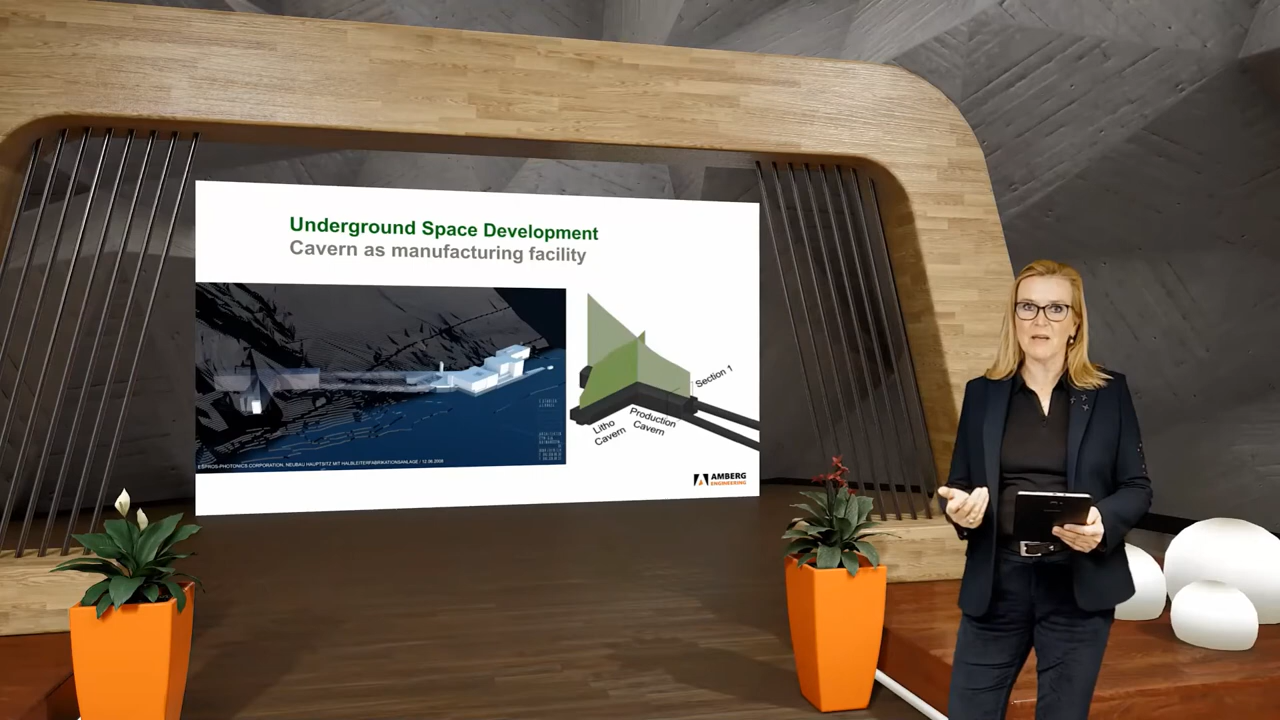 Underground Space Development
Cavern as manufacturing facility
Section 1
Production
Cavern
Litho
Cavern
ESPROS-PHOTONICS CORPORATION, NEUBAU HAUPTSITZ MIT HALBLEITERFABRIKATIONSANLAGE / 12.06.2008
AMBERG
ENGINEERING